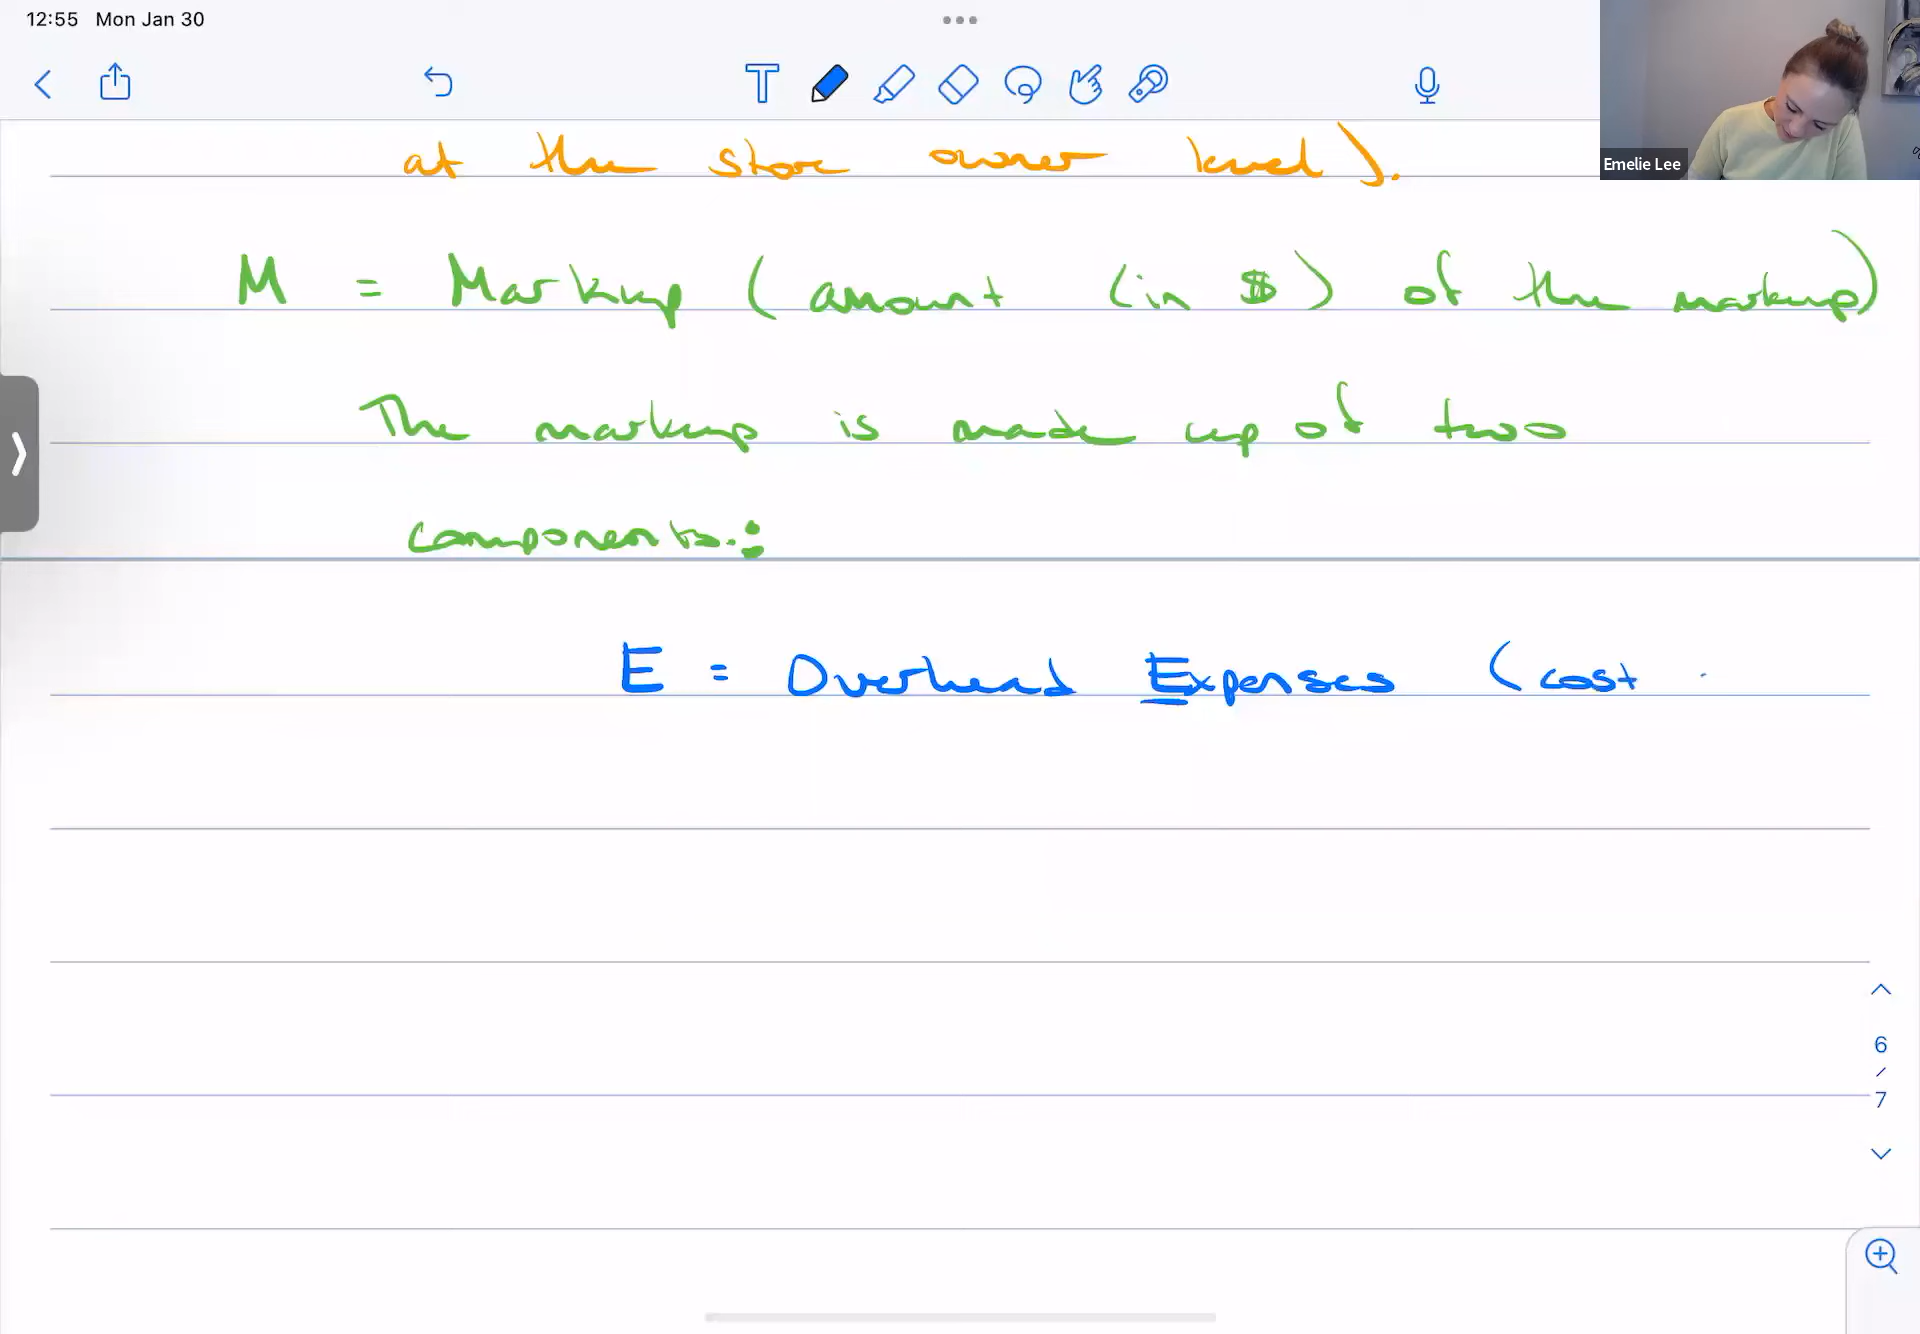 12:55 Mon Jan 30
Emelie Lee
at the store owner level).
M = Markup (amount (in $) of the markup)
The markup is made up of two
components.:
E = Overhead Expenses (cost
6
/
7